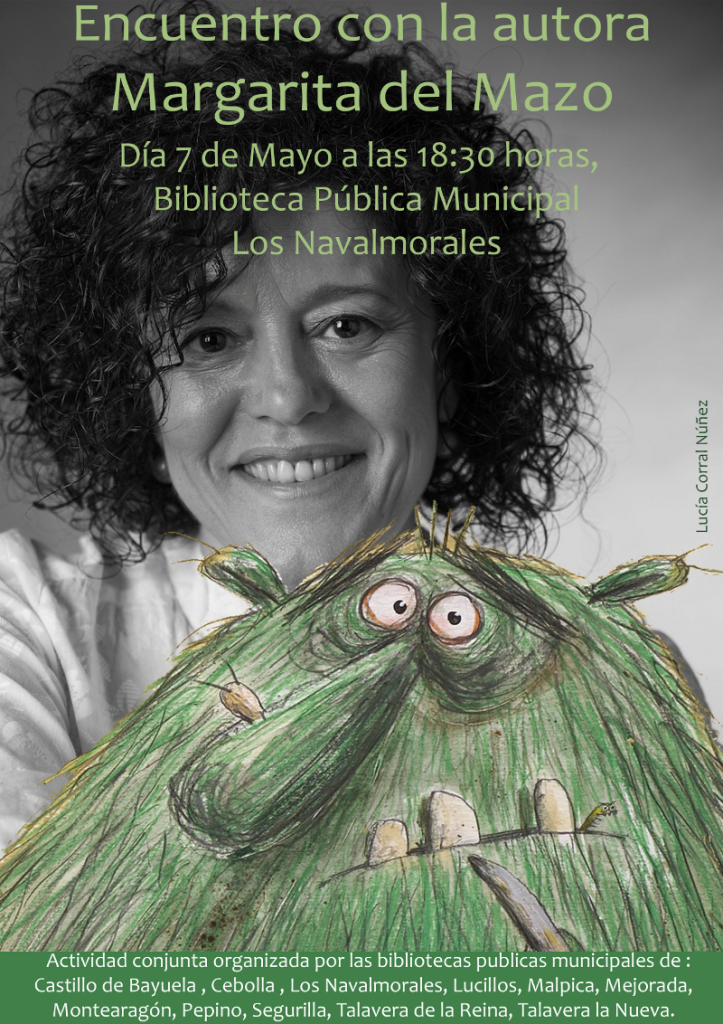 Encuentro con la autora
Margarita del Mazo
Día 7 de Mayo a las 18:30 horas,
Biblioteca Pública Municipal
Los Navalmorales
Lucía Corral Núñez
Actividad conjunta organizada por las bibliotecas publicas municipales de :
Castillo de Bayuela , Cebolla , Los Navalmorales, Lucillos, Malpica, Mejorada,
Montearagón, Pepino, Segurilla, Talavera de la Reina, Talavera la Nueva.